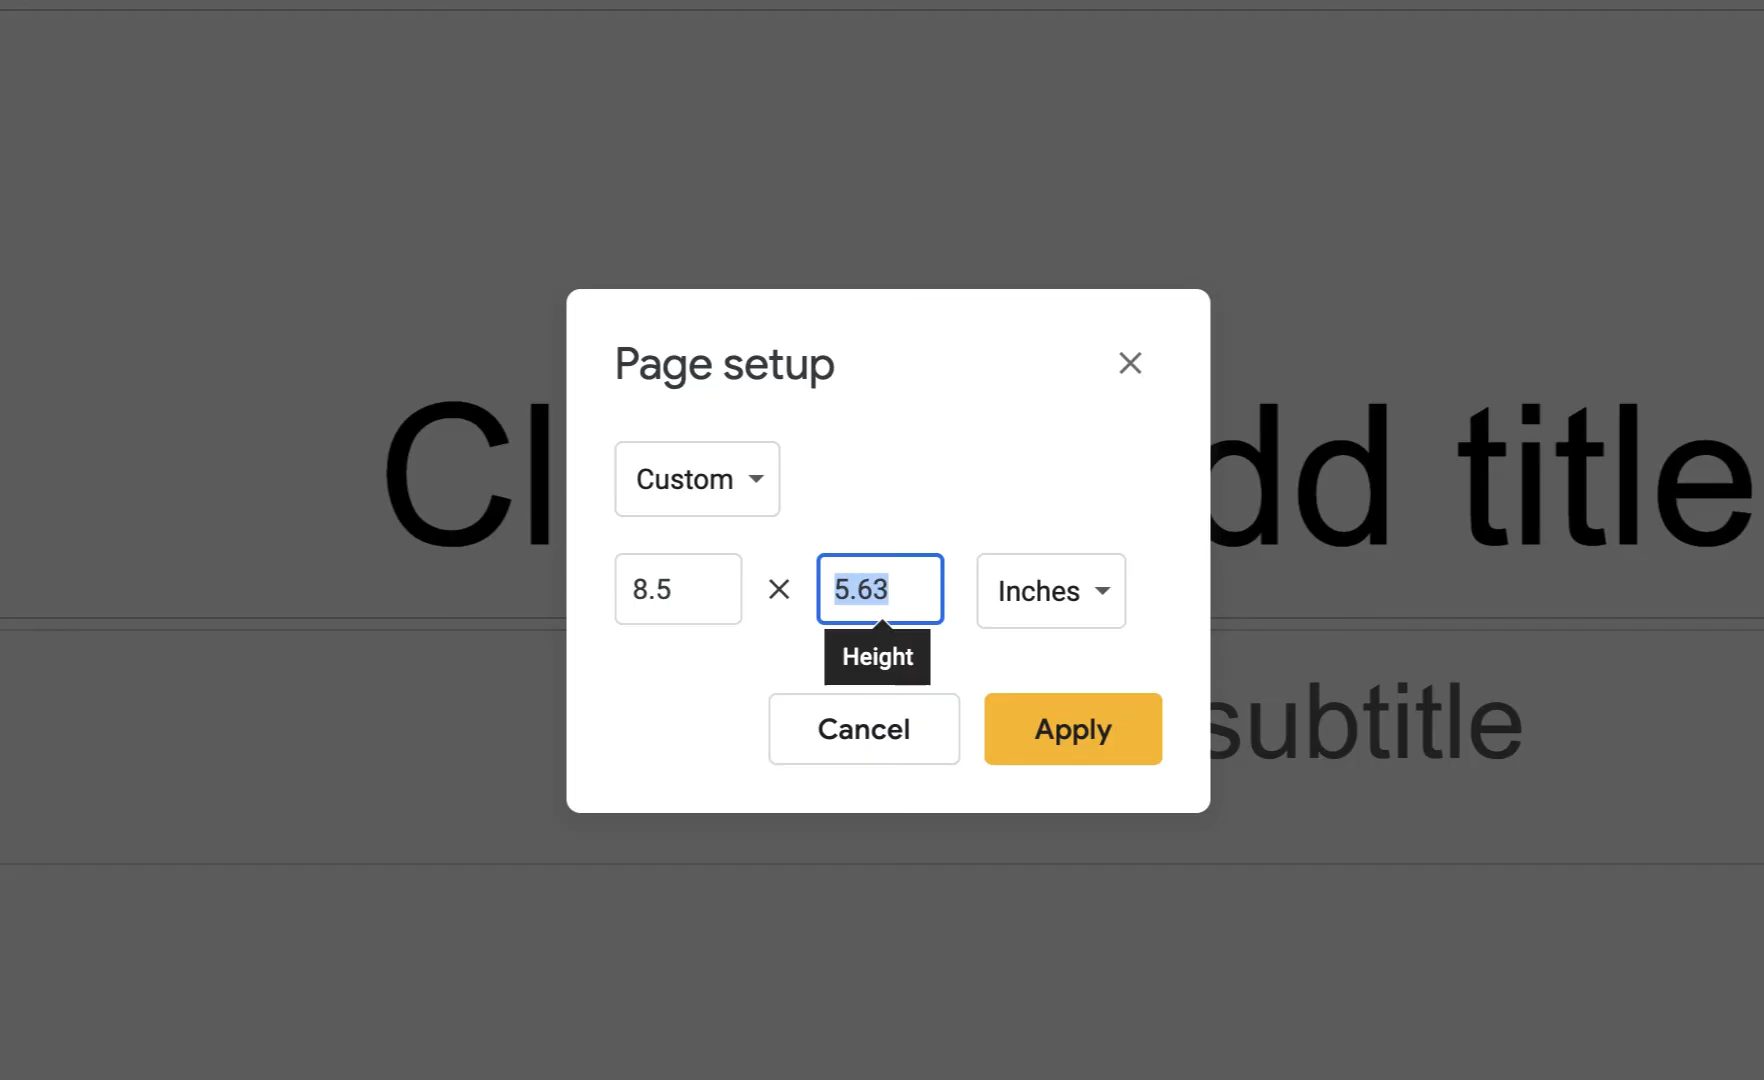 Page setup
Cl
dd title
Custom
8.5
5.63
Inches
Height
subtitle
Cancel
Apply